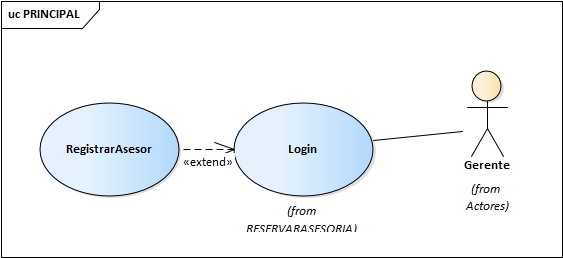 uc PRINCIPAL
RegistrarAsesor
«extend»
Login
(from
RESERVARASESORIA)
Gerente
(from
Actores)